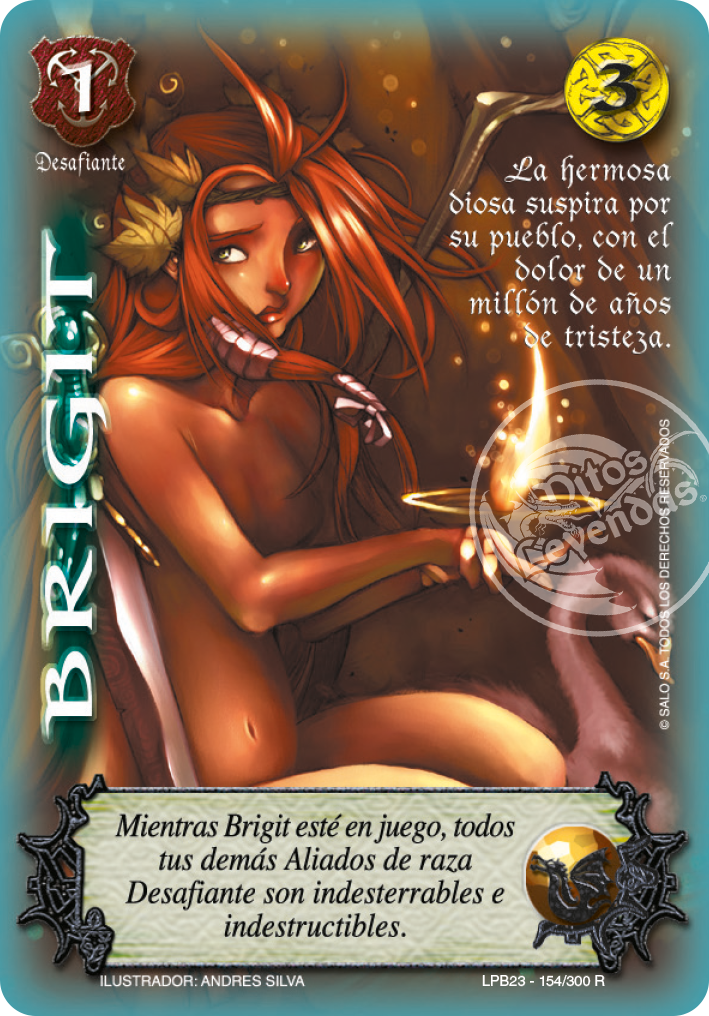 1
3
Desafiante
La hermosa
diosa suspira por
su pueblo, con el
dolor de un
millón de años
de tristeza.
BRIGIT
Mitos
Leyendas
®
© SALO S.A. TODOS LOS DERECHOS RESERVADOS
Mientras Brigit esté en juego, todos
tus demás Aliados de raza
Desafiante son indesterrables e
indestructibles.
ILUSTRADOR: ANDRES SILVA
LPB23 - 154/300 R